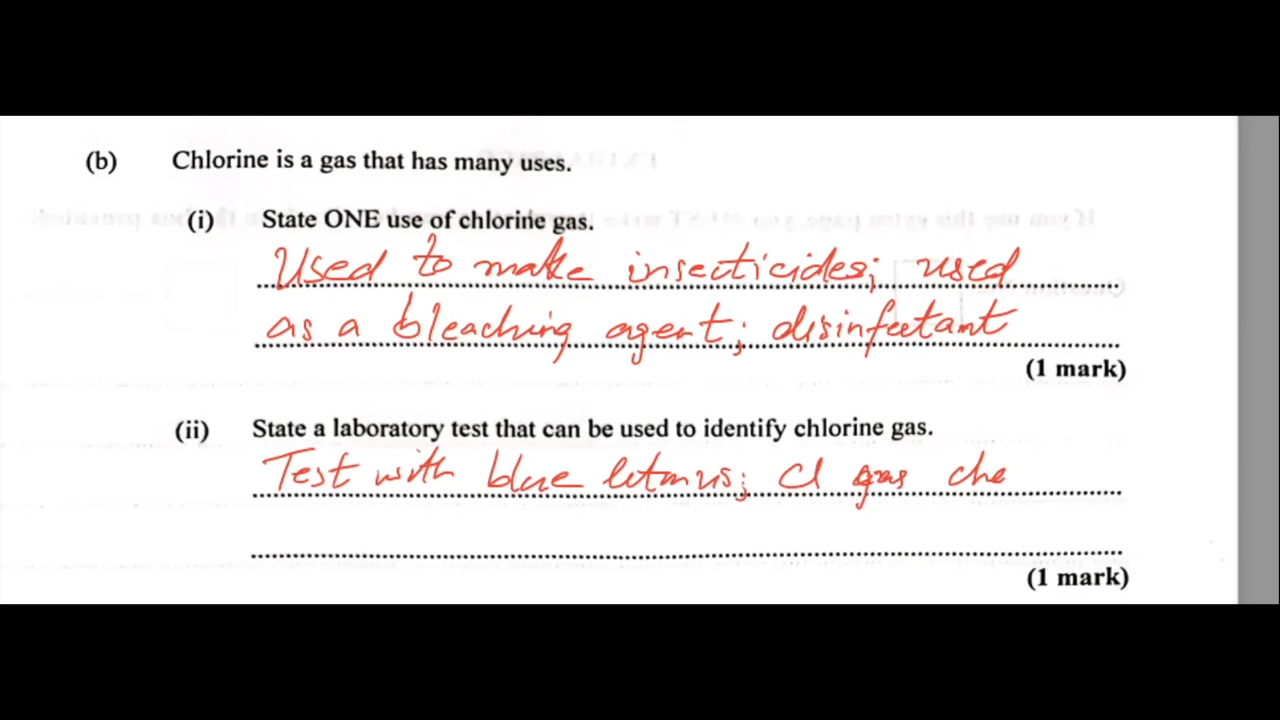 (b) Chlorine is a gas that has many uses.
(i) State ONE use of chlorine gas.
Used to make insecticides; used
as a bleaching agent; disinfectant
(1 mark)
(ii) State a laboratory test that can be used to identify chlorine gas.
Test with blue litmus; Cl gas che
(1 mark)